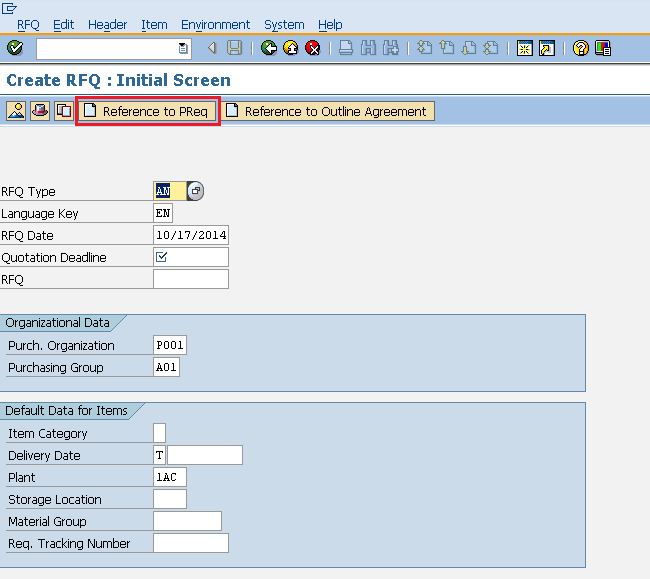 RFQ Edit Header Item Environment System Help
Create RFQ : Initial Screen
Reference to PReq Reference to Outline Agreement
RFQ Type AN
Language Key EN
RFQ Date 10/17/2014
Quotation Deadline
RFQ
Organizational Data
Purch. Organization P001
Purchasing Group A01
Default Data for Items
Item Category
Delivery Date T
Plant 1AC
Storage Location
Material Group
Req. Tracking Number